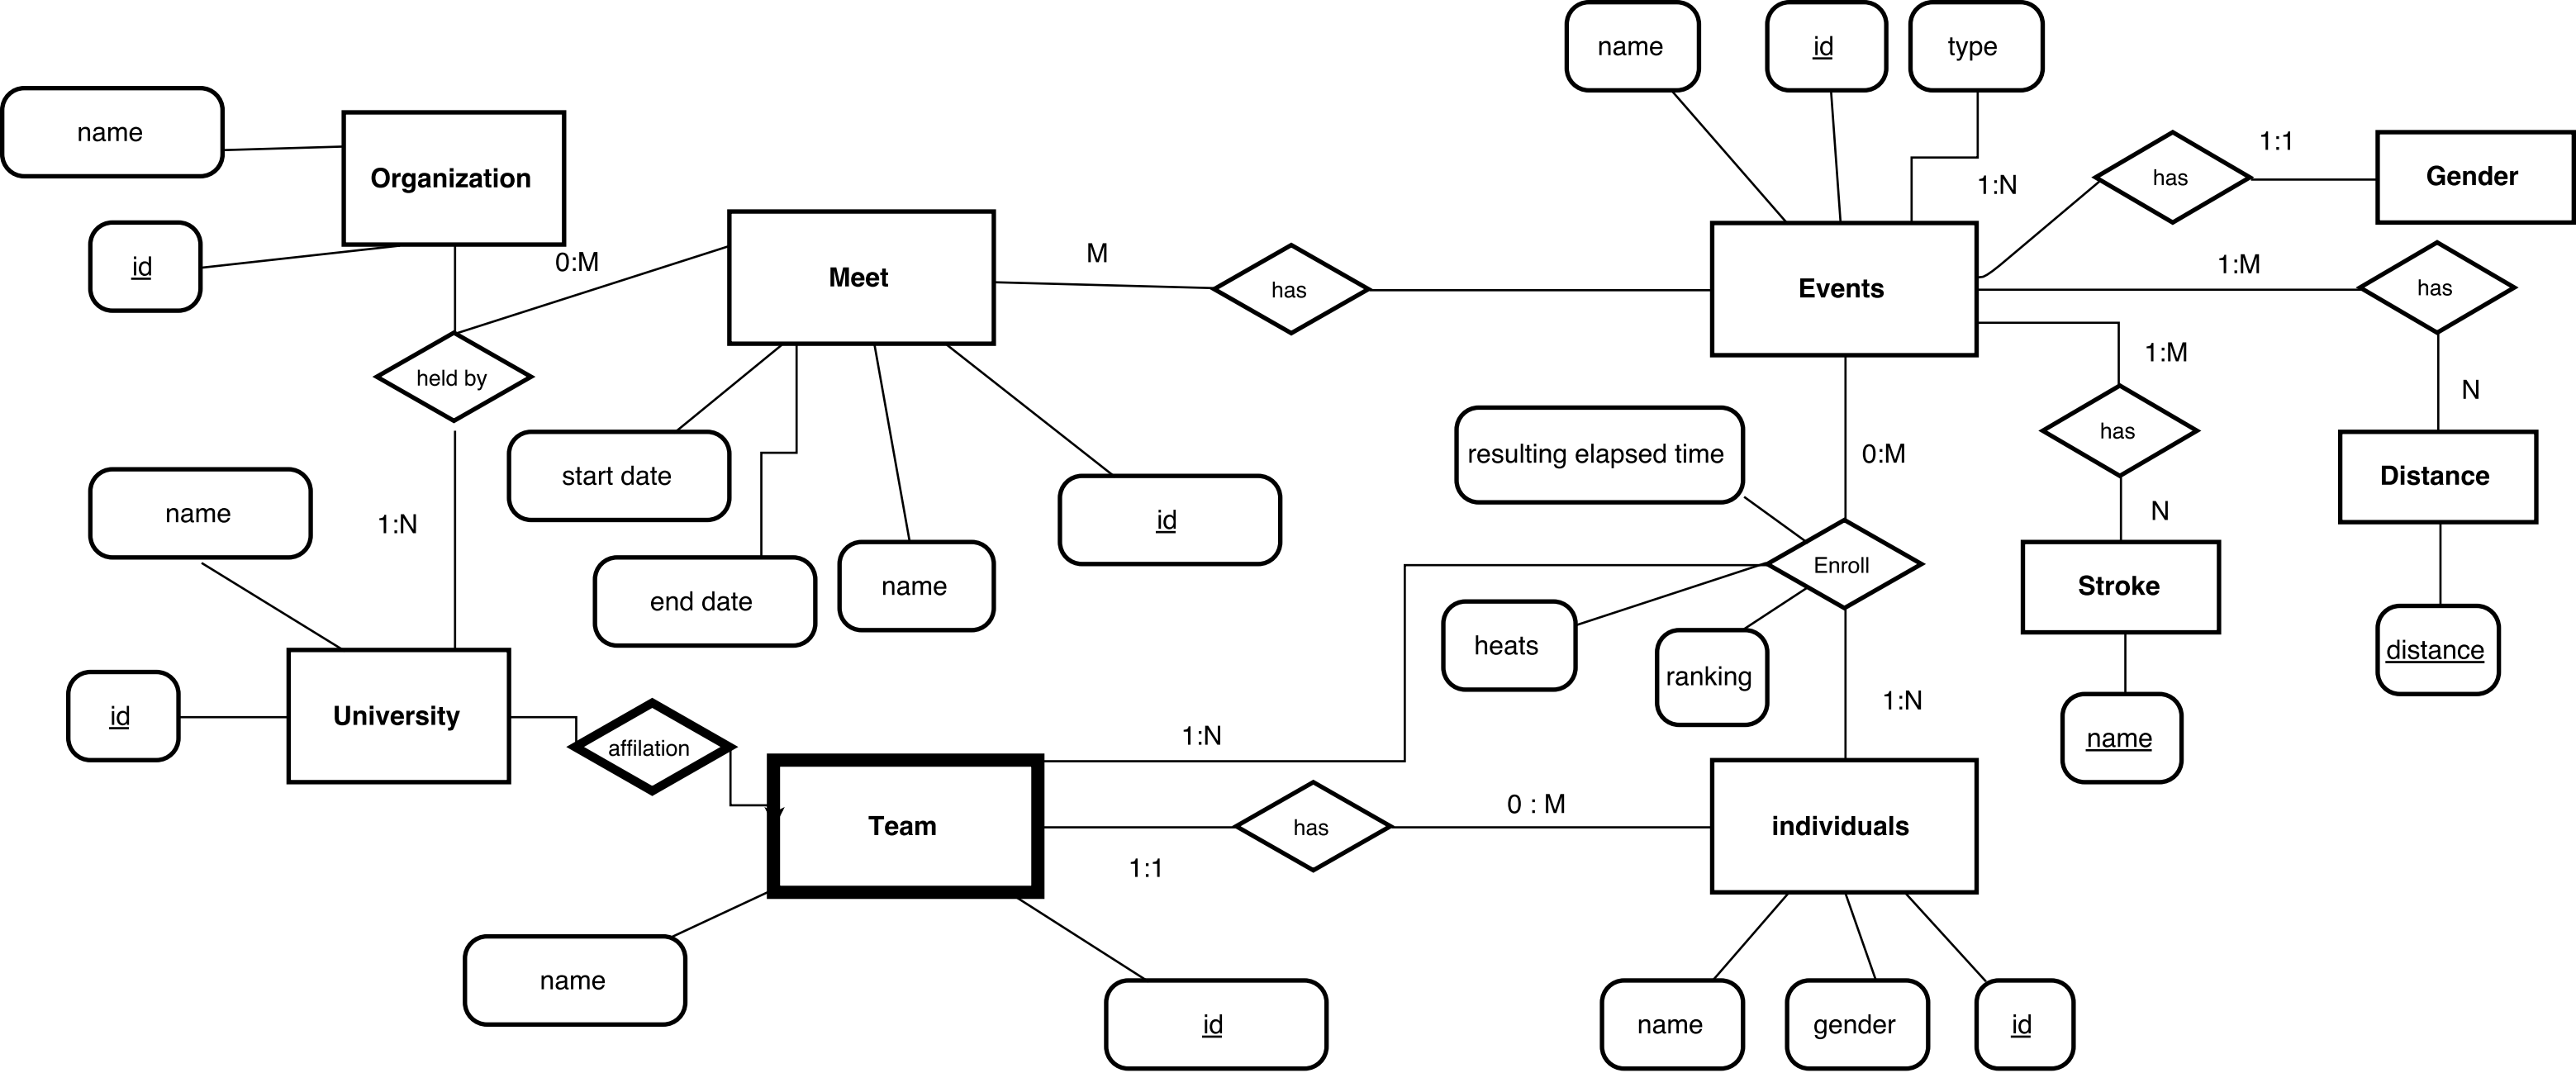 name
id
type
name
Organization
id
0:M
Meet
M
has
Events
1:N
has
1:1
Gender
1:M
has
held by
1:M
has
N
start date
end date
name
id
resulting elapsed time
0:M
N
Distance
name
1:N
Enroll
heats
ranking
Stroke
distance
id
University
affilation
1:N
1:N
name
Team
1:1
has
0 : M
individuals
name
id
name
gender
id